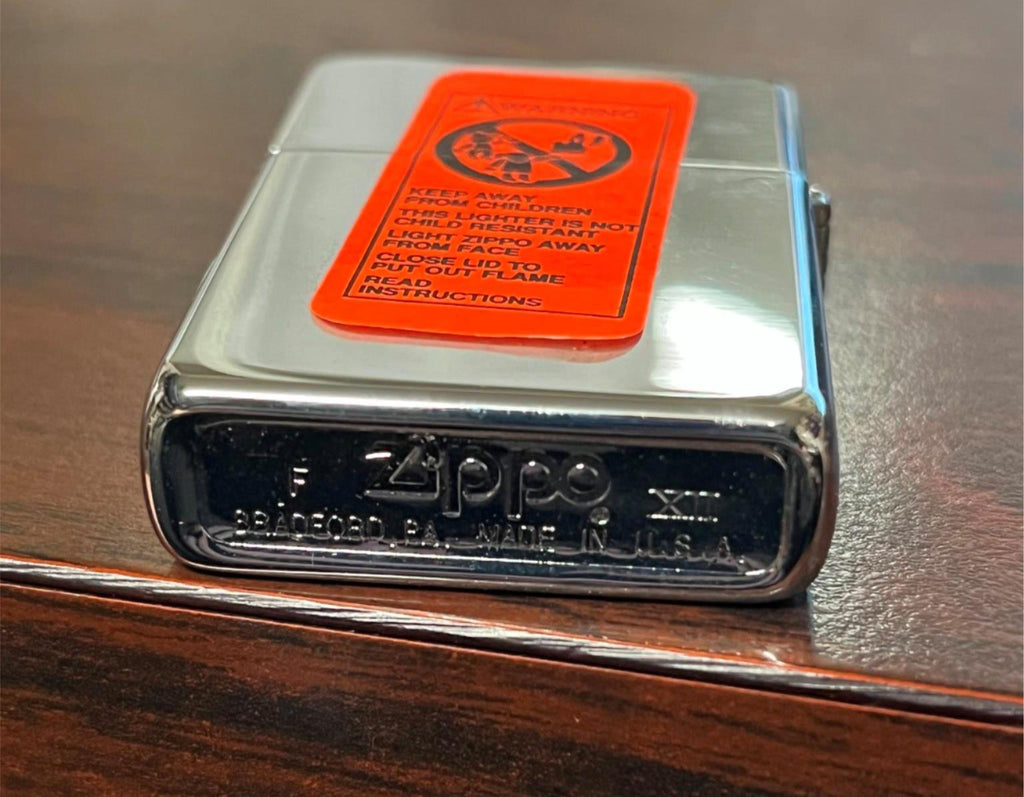 WARNING
KEEP AWAY
FROM CHILDREN
THIS LIGHTER IS NOT
CHILD RESISTANT
LIGHT ZIPPO AWAY
FROM FACE
CLOSE LID TO
PUT OUT FLAME
READ
INSTRUCTIONS
F Zippo XII
BRADFORD, PA. MADE IN U.S.A